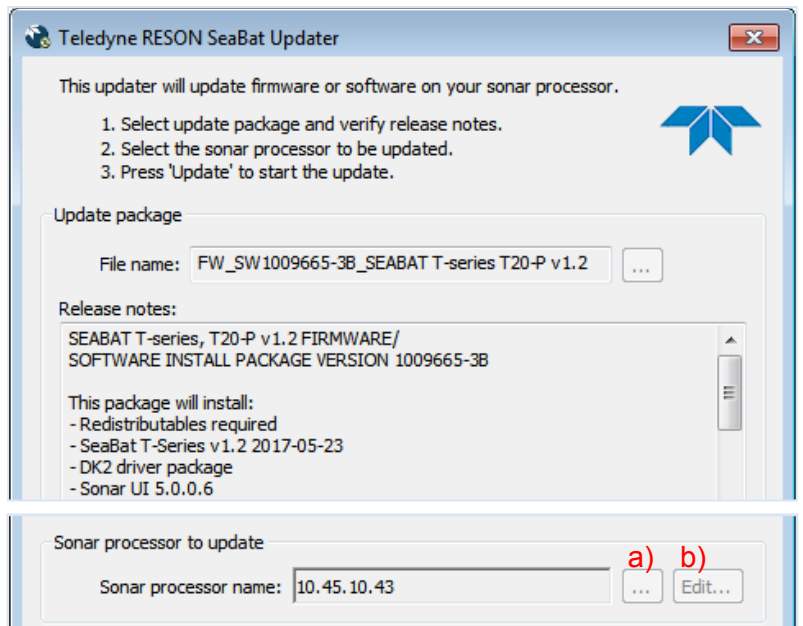 Teledyne RESON SeaBat Updater
This updater will update firmware or software on your sonar processor.
1. Select update package and verify release notes.
2. Select the sonar processor to be updated.
3. Press 'Update' to start the update.
Update package
File name: FW_SW1009665-3B_SEABAT T-series T20-P v1.2 ...
Release notes:
SEABAT T-series, T20-P v1.2 FIRMWARE/
SOFTWARE INSTALL PACKAGE VERSION 1009665-3B
This package will install:
- Redistributables required
- SeaBat T-Series v1.2 2017-05-23
- DK2 driver package
- Sonar UI 5.0.0.6
Sonar processor to update
a) b)
Sonar processor name: 10.45.10.43 ... Edit...